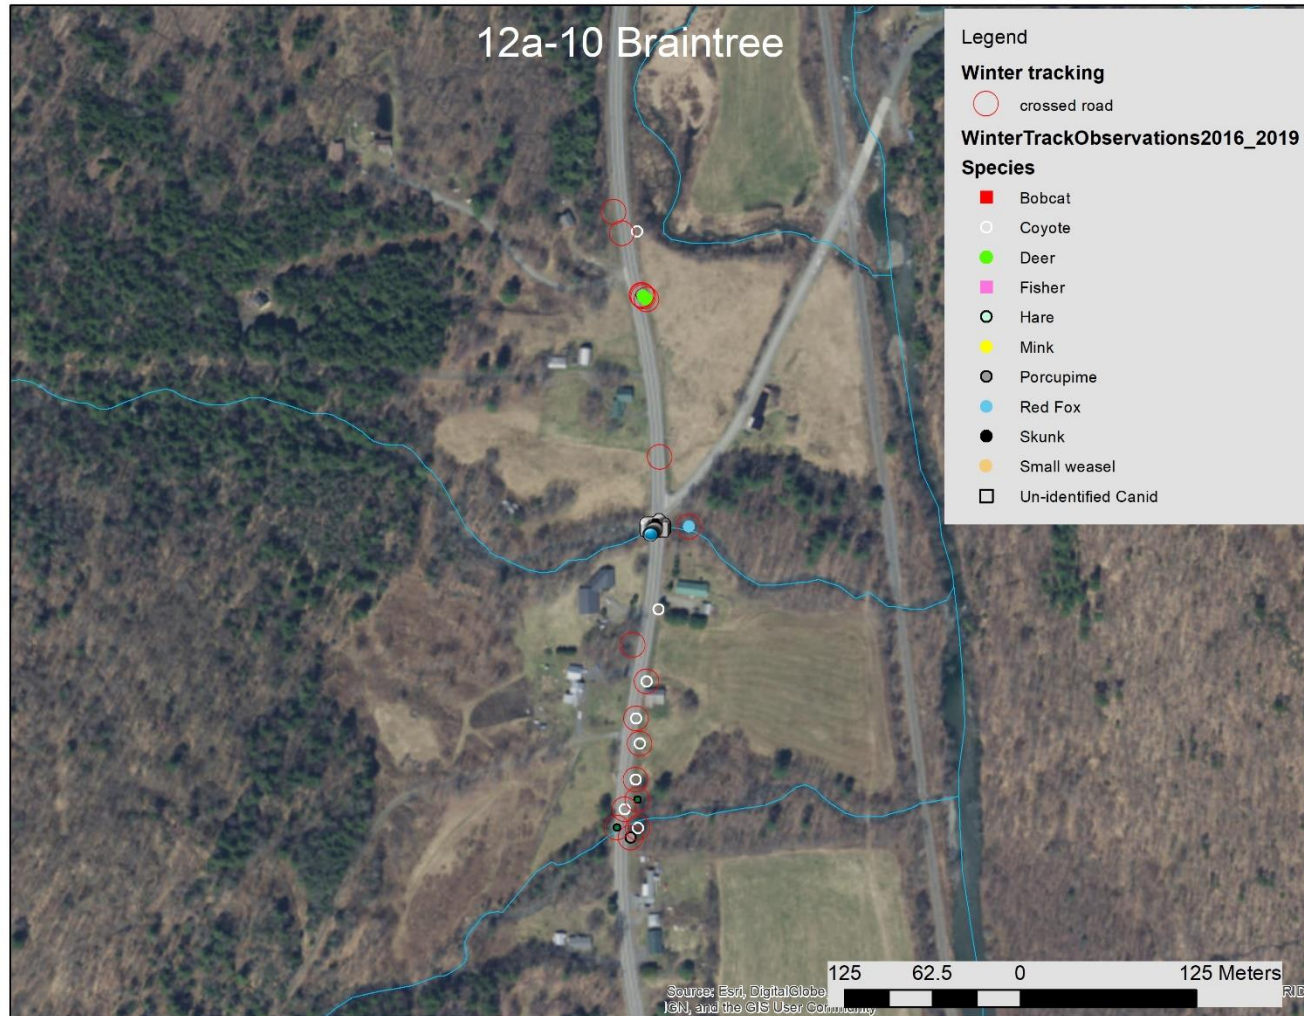 12a-10 Braintree
Legend
Winter tracking
crossed road
WinterTrackObservations2016_2019
Species
Bobcat
Coyote
Deer
Fisher
Hare
Mink
Porcupime
Red Fox
Skunk
Small weasel
Un-identified Canid
125 62.5 0 125 Meters
Source: Esri, DigitalGlobe,
IGN, and the GIS User Community